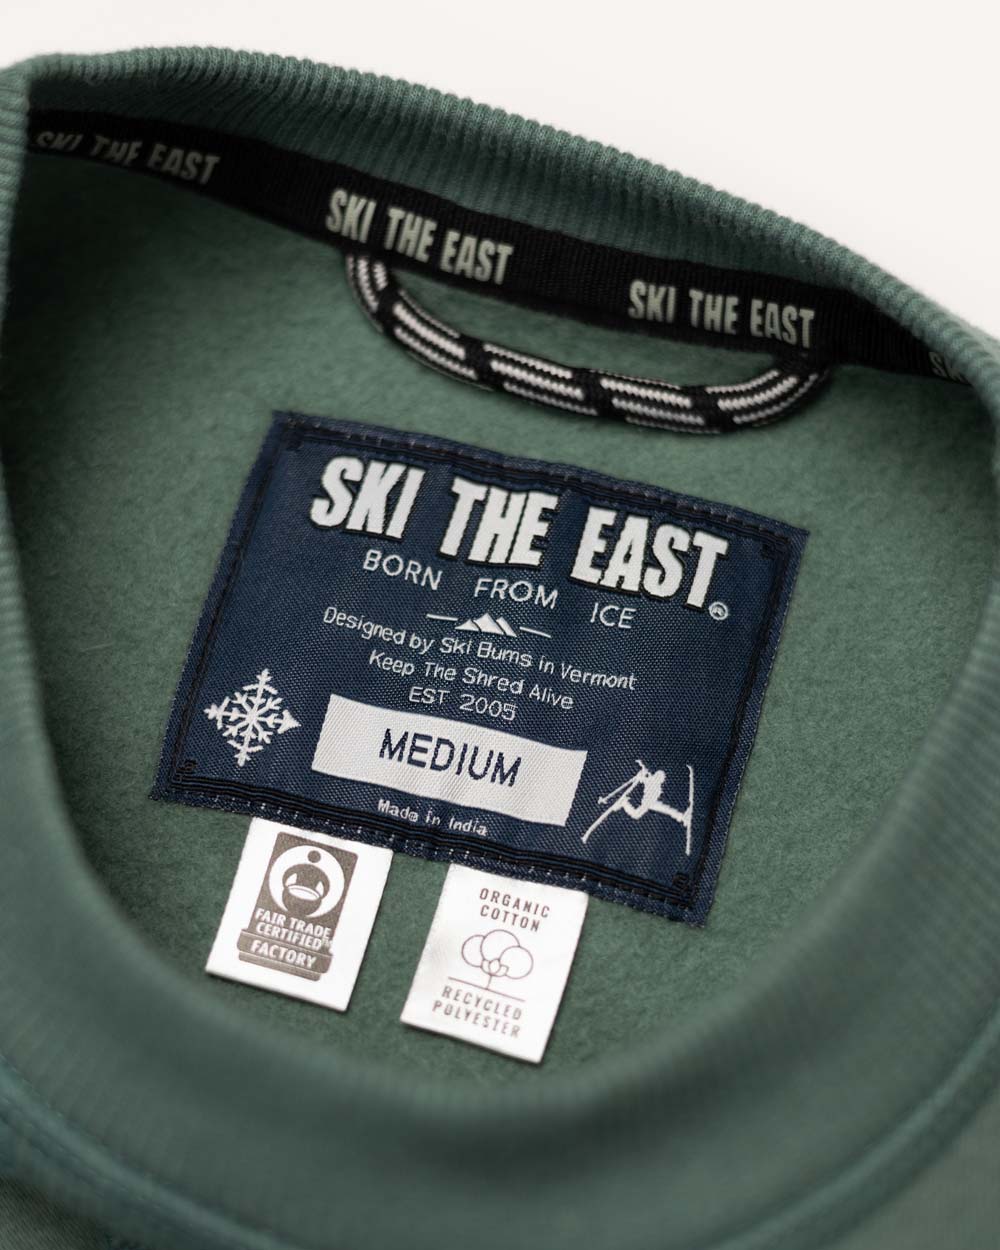 SKI THE EAST
SKI THE EAST
SKI THE EAST
SKI THE EAST®
BORN FROM ICE
Designed by Ski Bums in Vermont
Keep The Shred Alive
EST 2005
MEDIUM
Made in India
FAIR TRADE
CERTIFIED™
FACTORY
ORGANIC
COTTON
RECYCLED
POLYESTER